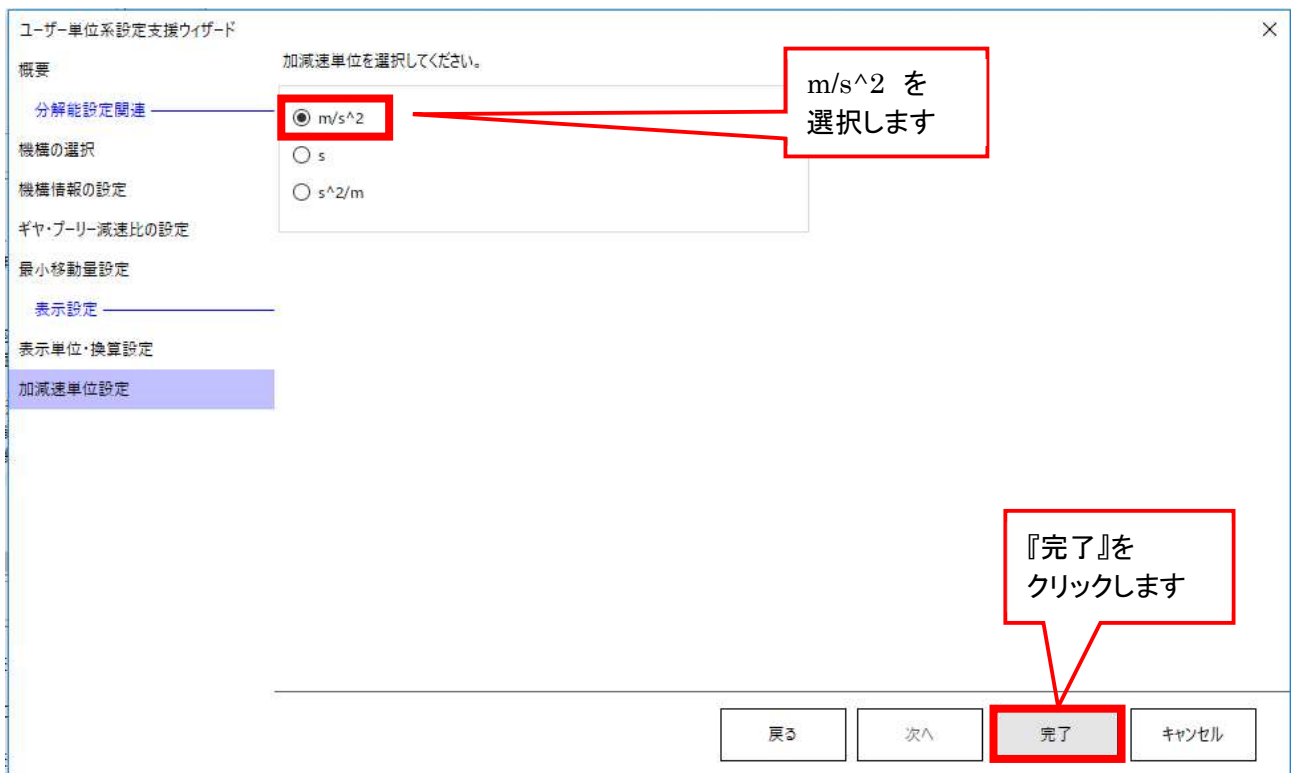 ユーザー単位系設定支援ウィザード
概要
分解能設定関連
機構の選択
機構情報の設定
ギヤ・プーリー減速比の設定
最小移動量設定
表示設定
表示単位・換算設定
加減速単位設定
加減速単位を選択してください。
m/s^2
s
s^2/m
m/s^2 を
選択します
『完了』を
クリックします
戻る
次へ
完了
キャンセル